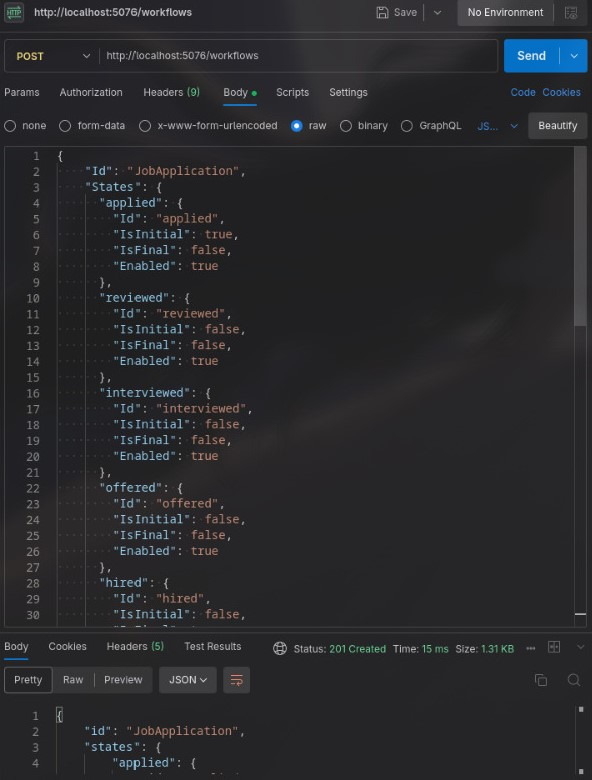 HTTP http://localhost:5076/workflows Save No Environment
POST http://localhost:5076/workflows Send
Params Authorization Headers (9) Body Scripts Settings Code Cookies
none form-data x-www-form-urlencoded raw binary GraphQL JS... Beautify
1 {
2 "Id": "JobApplication",
3 "States": {
4 "applied": {
5 "Id": "applied",
6 "IsInitial": true,
7 "IsFinal": false,
8 "Enabled": true
9 },
10 "reviewed": {
11 "Id": "reviewed",
12 "IsInitial": false,
13 "IsFinal": false,
14 "Enabled": true
15 },
16 "interviewed": {
17 "Id": "interviewed",
18 "IsInitial": false,
19 "IsFinal": false,
20 "Enabled": true
21 },
22 "offered": {
23 "Id": "offered",
24 "IsInitial": false,
25 "IsFinal": false,
26 "Enabled": true
27 },
28 "hired": {
29 "Id": "hired",
30 "IsInitial": false,
Body Cookies Headers (5) Test Results Status: 201 Created Time: 15 ms Size: 1.31 KB
Pretty Raw Preview JSON
1 {
2 "id": "JobApplication",
3 "states": {
4 "applied": {